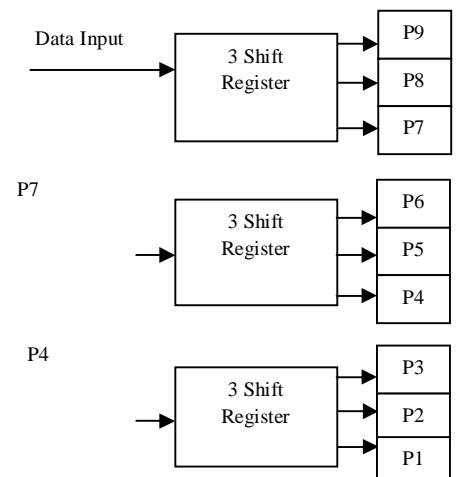 Data Input
3 Shift
Register
P9
P8
P7
P7
3 Shift
Register
P6
P5
P4
P4
3 Shift
Register
P3
P2
P1